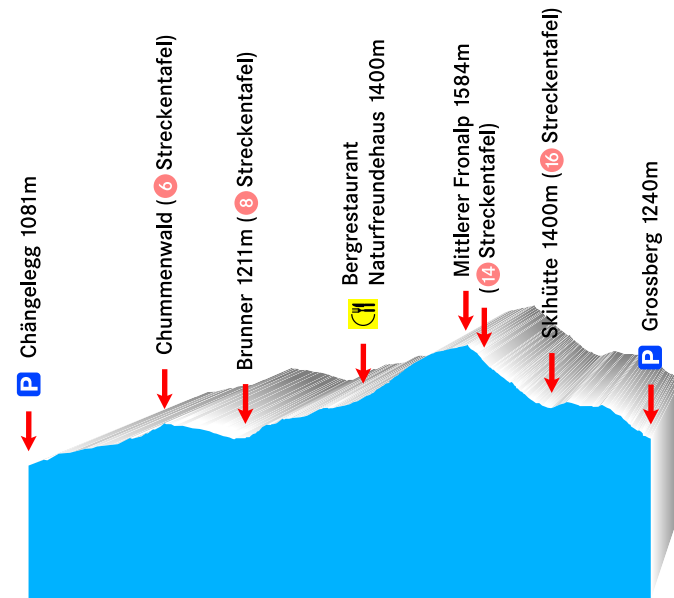 P Chängelegg 1081m
Chummenwald (6 Streckentafel)
Brunner 1211m (8 Streckentafel)
Bergrestaurant
Naturfreundehaus 1400m
Mittlerer Fronalp 1584m
(14 Streckentafel)
Skihütte 1400m (16 Streckentafel)
P Grossberg 1240m